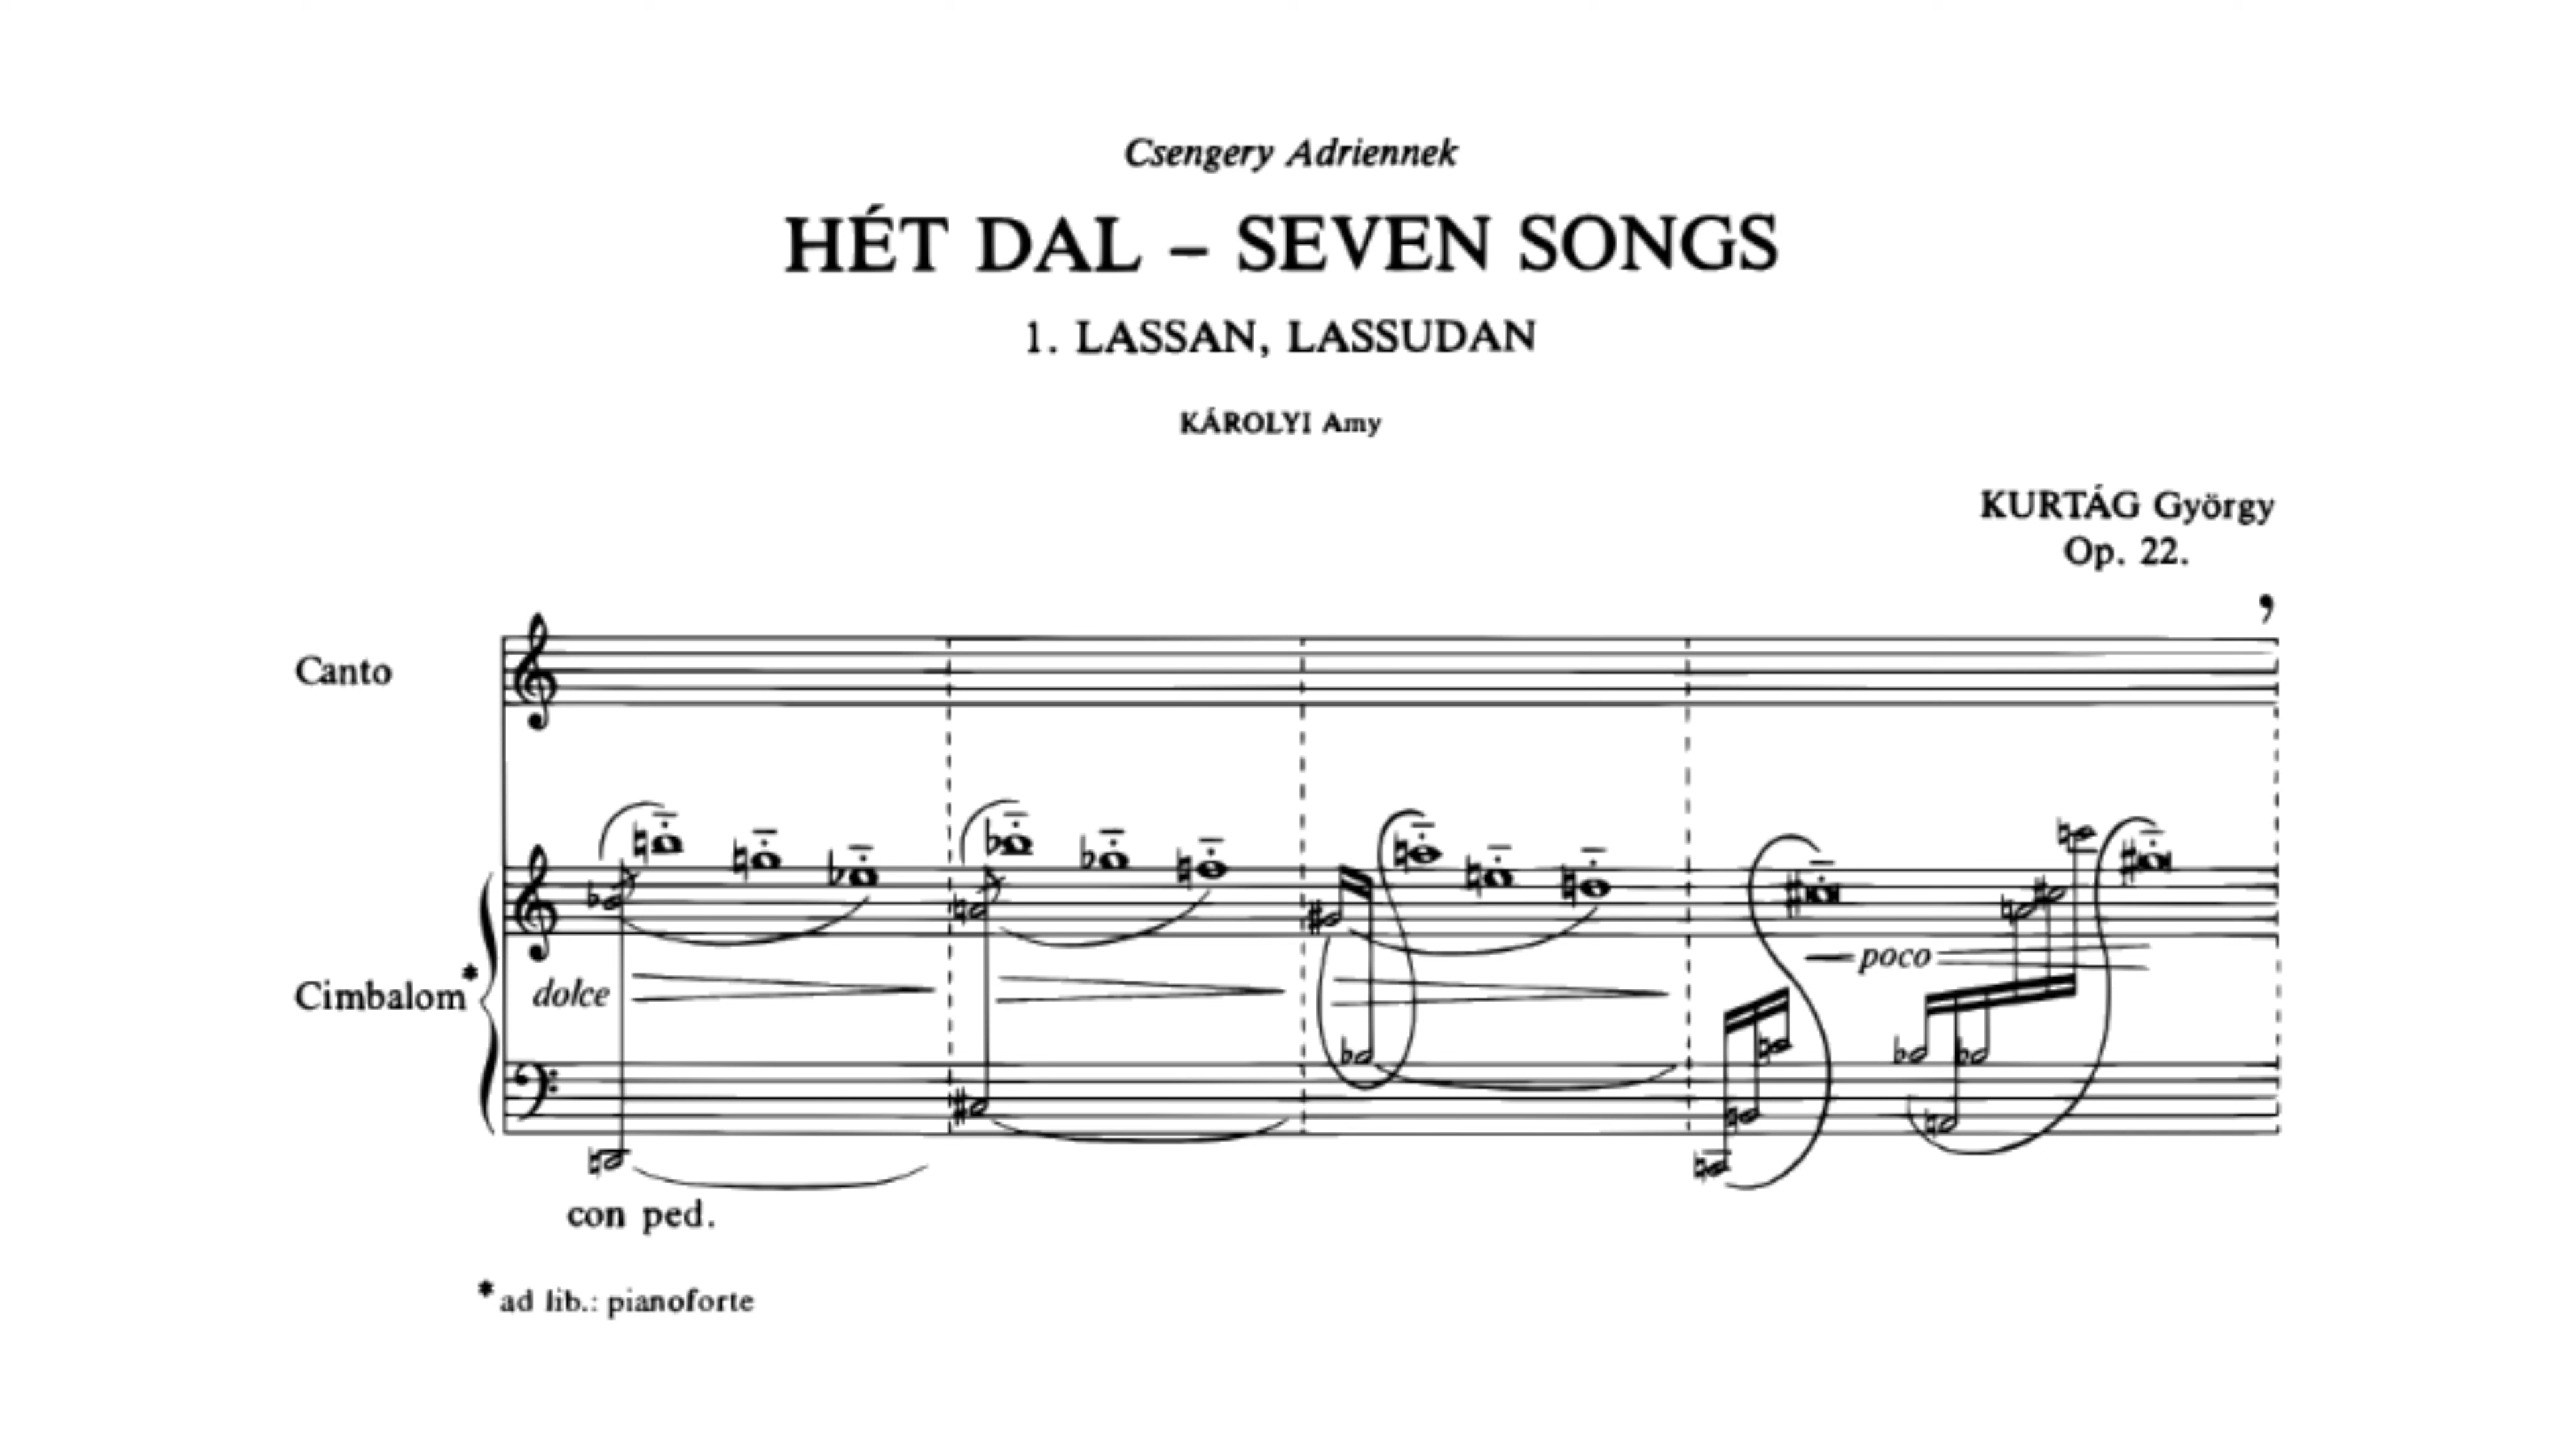 Csengery Adriennek
HÉT DAL – SEVEN SONGS
1. LASSAN, LASSUDAN
KÁROLYI Amy
KURTÁG György
Op. 22.
Canto
Cimbalom*
dolce
poco
con ped.
* ad lib.: pianoforte